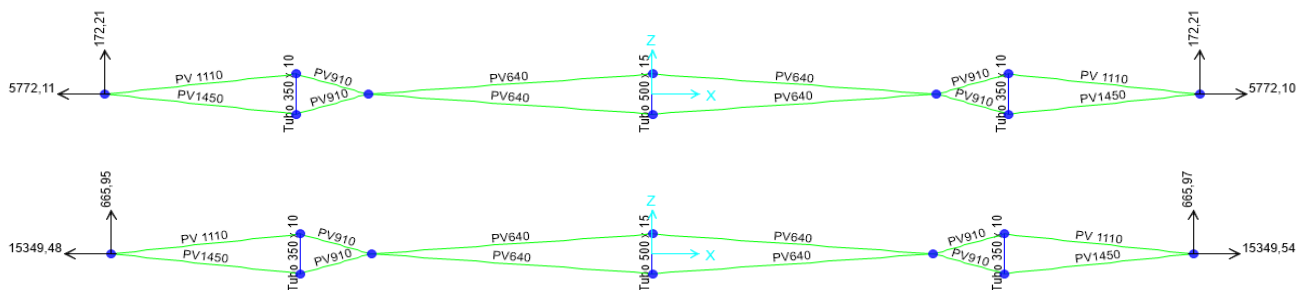 172,21
172,21
5772,11
PV 1110
PV1450
Tubo 350 x 10
PV910
PV910
PV640
PV640
Tubo 500 x 15
Z
X
PV640
PV640
PV910
PV910
Tubo 350 x 10
PV 1110
PV1450
5772,10
665,95
665,97
15349,48
PV 1110
PV1450
Tubo 350 x 10
PV910
PV910
PV640
PV640
Tubo 500 x 15
Z
X
PV640
PV640
PV910
PV910
Tubo 350 x 10
PV 1110
PV1450
15349,54